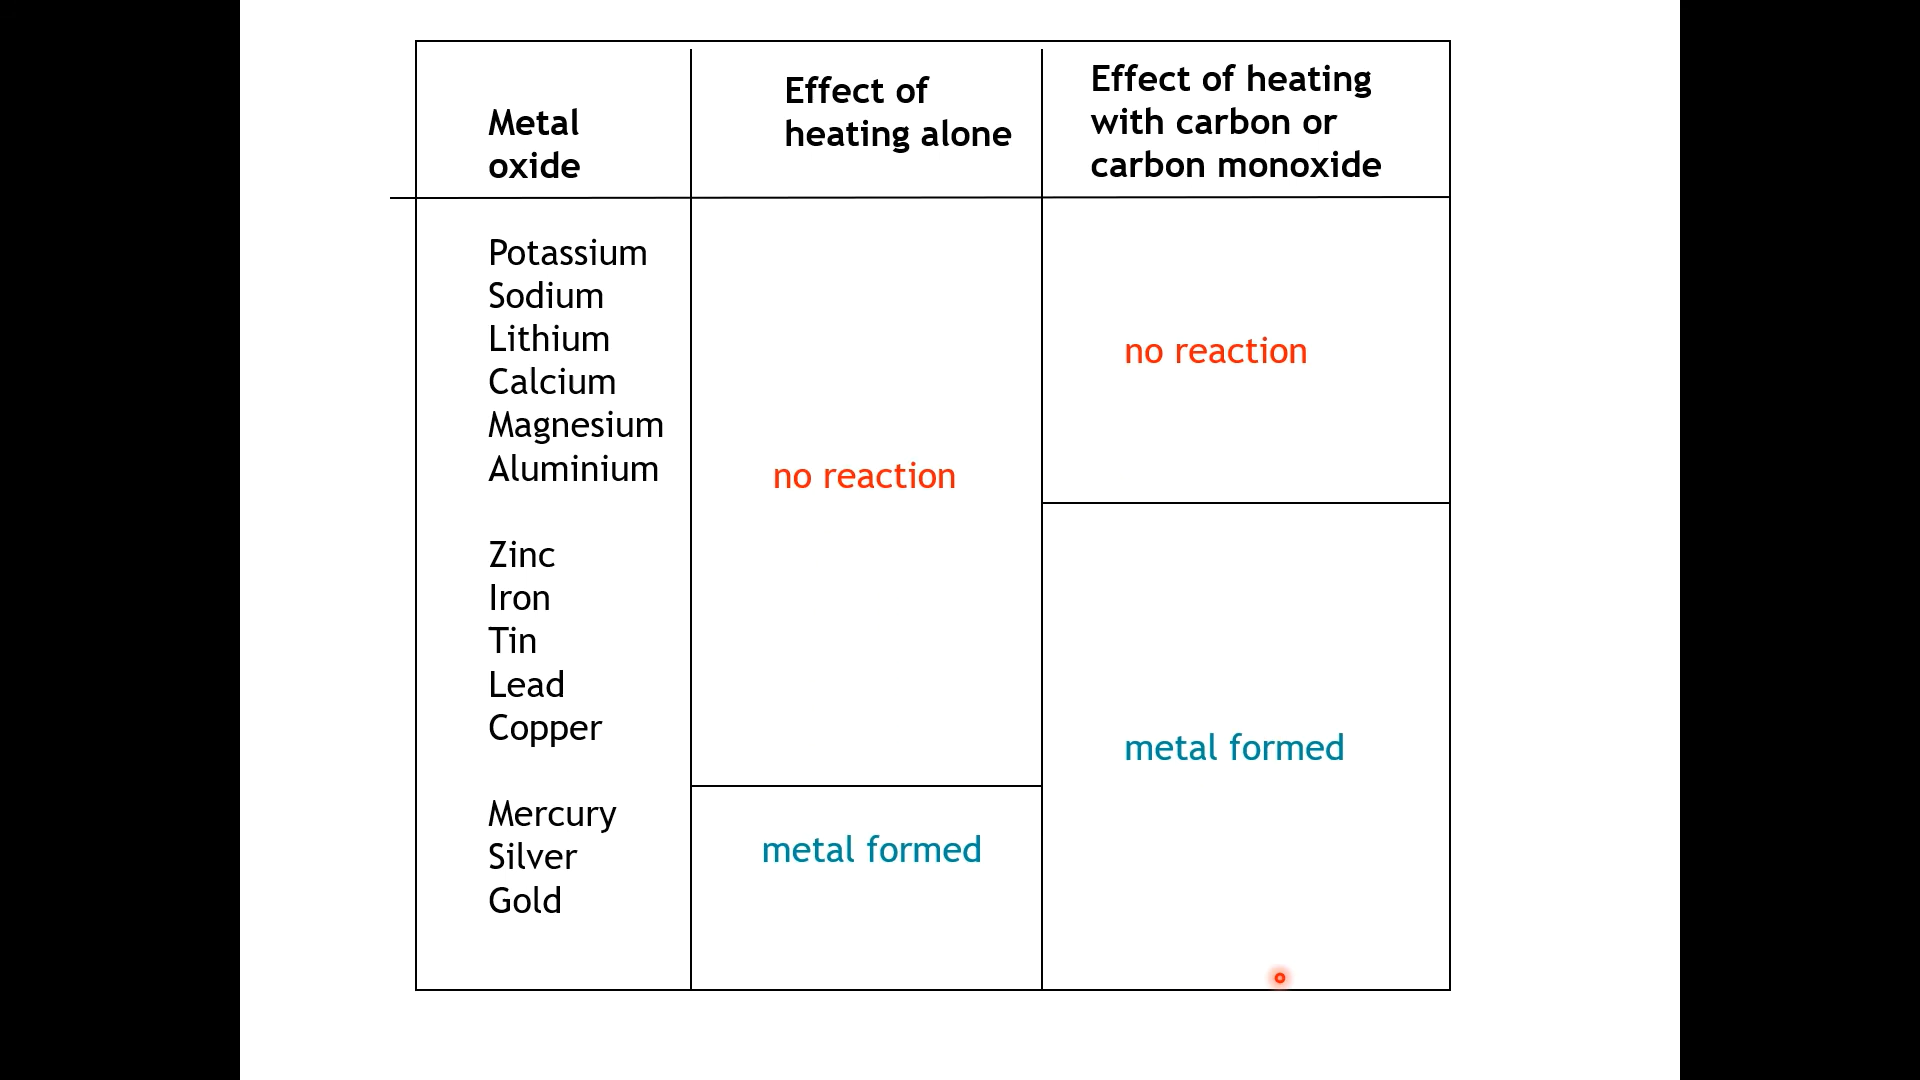 Metal
oxide
Effect of
heating alone
Effect of heating
with carbon or
carbon monoxide
Potassium
Sodium
Lithium
Calcium
Magnesium
Aluminium
Zinc
Iron
Tin
Lead
Copper
Mercury
Silver
Gold
no reaction
metal formed
no reaction
metal formed